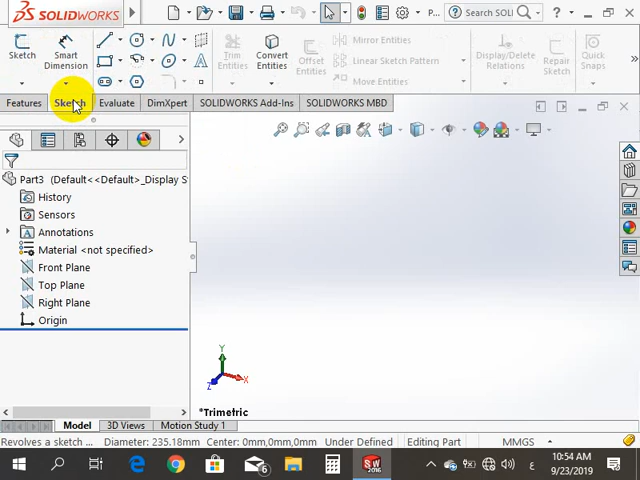 SOLIDWORKS
P...
Search SOLIDWORKS
Sketch
Smart Dimension
Trim Entities
Convert Entities
Offset Entities
Mirror Entities
Linear Sketch Pattern
Move Entities
Display/Delete Relations
Repair Sketch
Quick Snaps
Features
Sketch
Evaluate
DimXpert
SOLIDWORKS Add-Ins
SOLIDWORKS MBD
Part3 (Default<<Default>_Display S
History
Sensors
Annotations
Material <not specified>
Front Plane
Top Plane
Right Plane
Origin
Y
Z
X
*Trimetric
Model
3D Views
Motion Study 1
Revolves a sketch ...
Diameter: 235.18mm
Center: 0mm,0mm,0mm
Under Defined
Editing Part
MMGS
6
SW
2016
ع
10:54 AM
9/23/2019